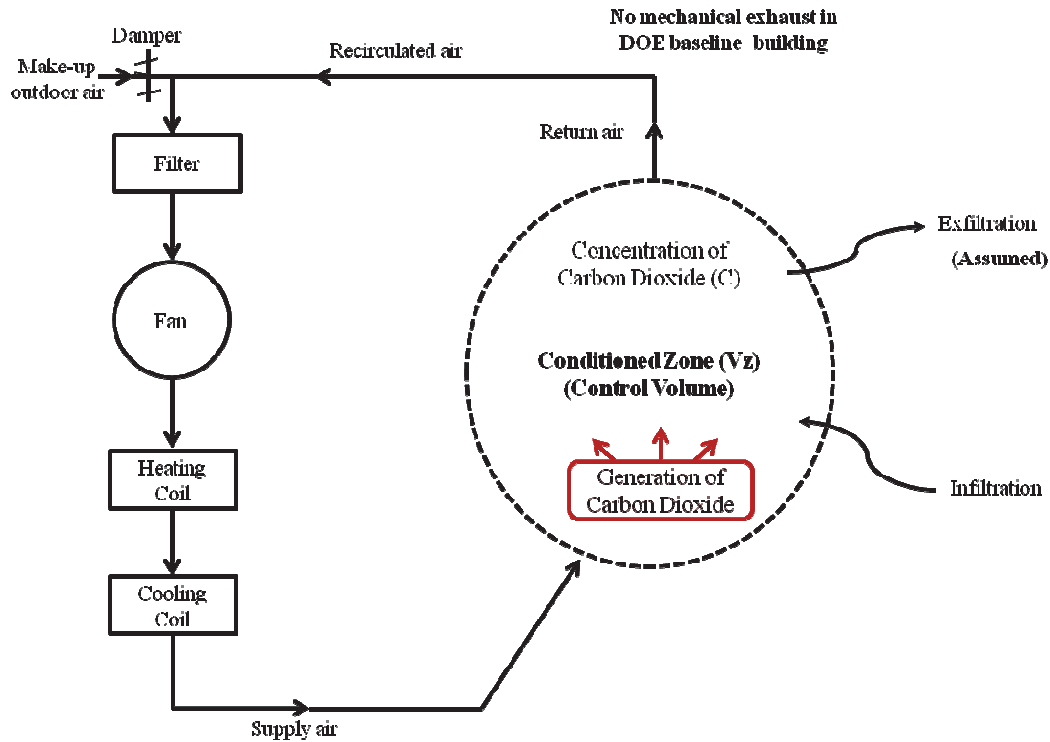 No mechanical exhaust in
DOE baseline building
Damper
Recirculated air
Make-up
outdoor air
Return air
Filter
Exfiltration
(Assumed)
Concentration of
Carbon Dioxide (C)
Fan
Conditioned Zone (Vz)
(Control Volume)
Heating
Coil
Generation of
Carbon Dioxide
Infiltration
Cooling
Coil
Supply air